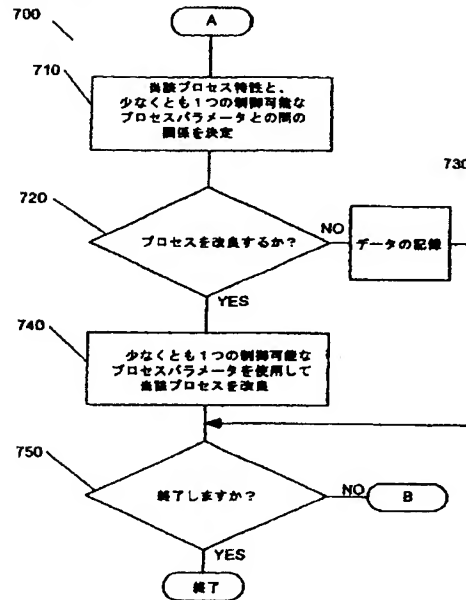 700
A
710
当該プロセス特性と、
少なくとも1つの制御可能な
プロセスパラメータとの間の
関係を決定
730
720
プロセスを改良するか?
NO
データの記録
YES
740
少なくとも1つの制御可能な
プロセスパラメータを使用して
当該プロセスを改良
750
終了しますか?
NO
B
YES
終了